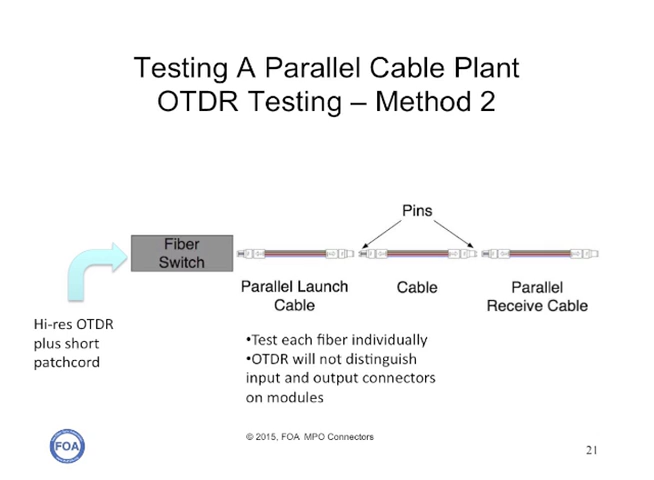 Testing A Parallel Cable Plant
OTDR Testing – Method 2
Pins
Fiber
Switch
Parallel Launch
Cable
Cable
Parallel
Receive Cable
Hi-res OTDR
plus short
patchcord
•Test each fiber individually
•OTDR will not distinguish
input and output connectors
on modules
FOA
© 2015, FOA MPO Connectors
21